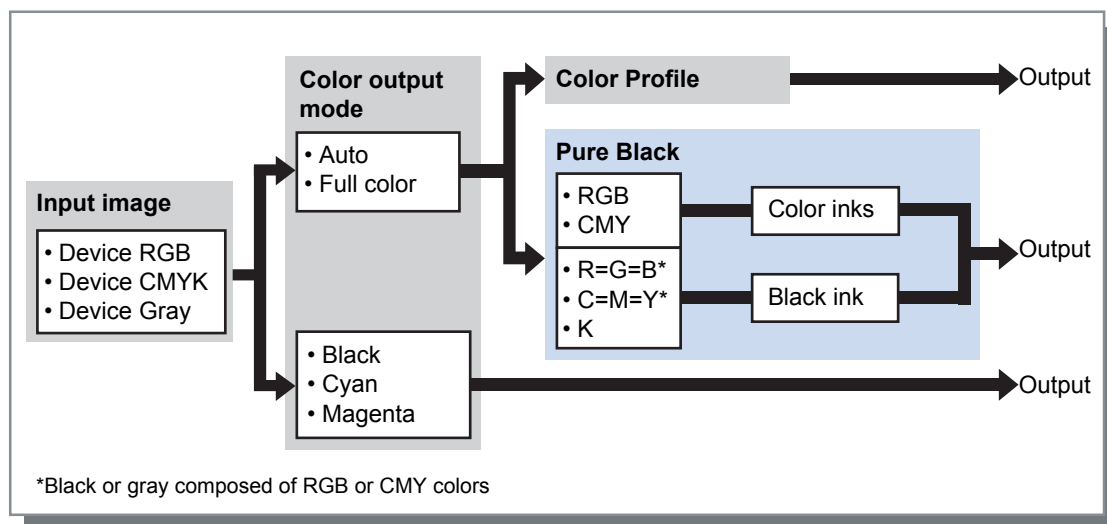 Input image
• Device RGB
• Device CMYK
• Device Gray
Color output
mode
• Auto
• Full color
• Black
• Cyan
• Magenta
Color Profile
Output
Pure Black
• RGB
• CMY
Color inks
• R=G=B*
• C=M=Y*
• K
Black ink
Output
Output
*Black or gray composed of RGB or CMY colors